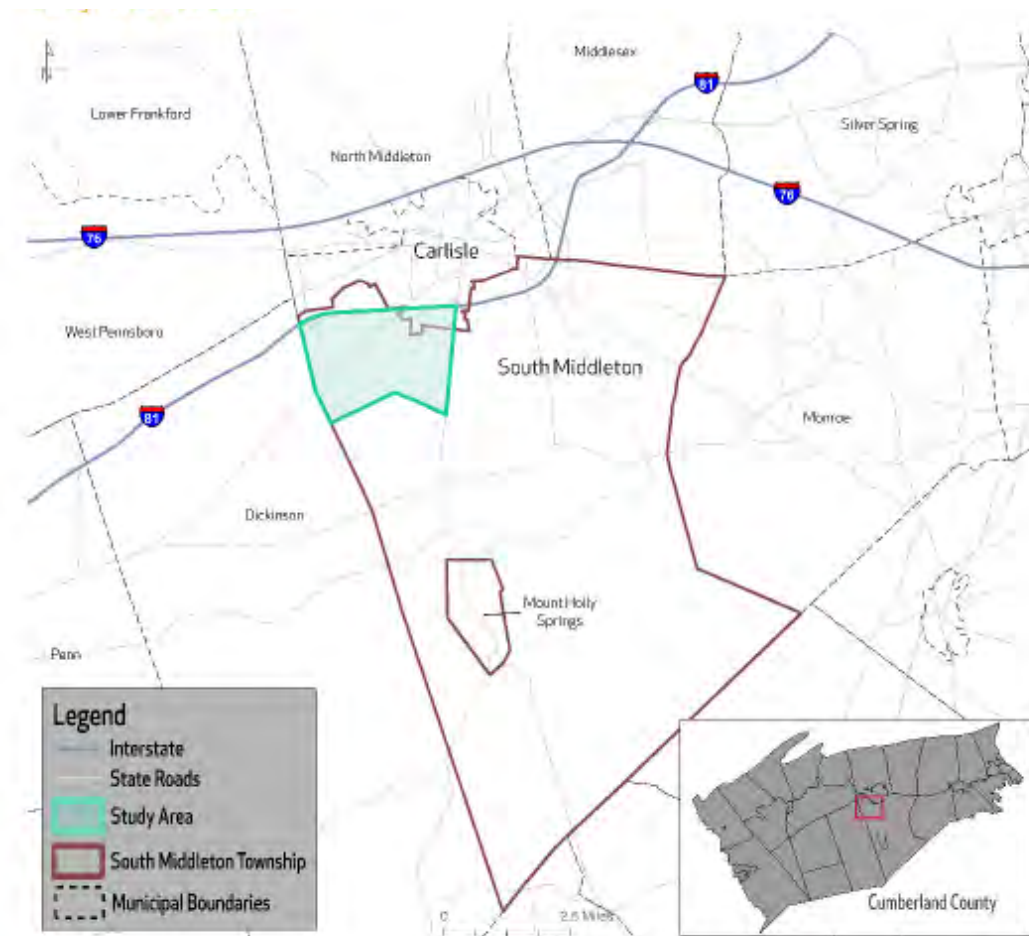 N
Middlesex
81
Lower Frankford
Silver Spring
North Middleton
76
76
Carlisle
West Pennsboro
South Middleton
81
Monroe
Dickinson
Mount Holly
Springs
Penn
Legend
Interstate
State Roads
Study Area
South Middleton Township
Municipal Boundaries
0
2.5 Miles
Cumberland County